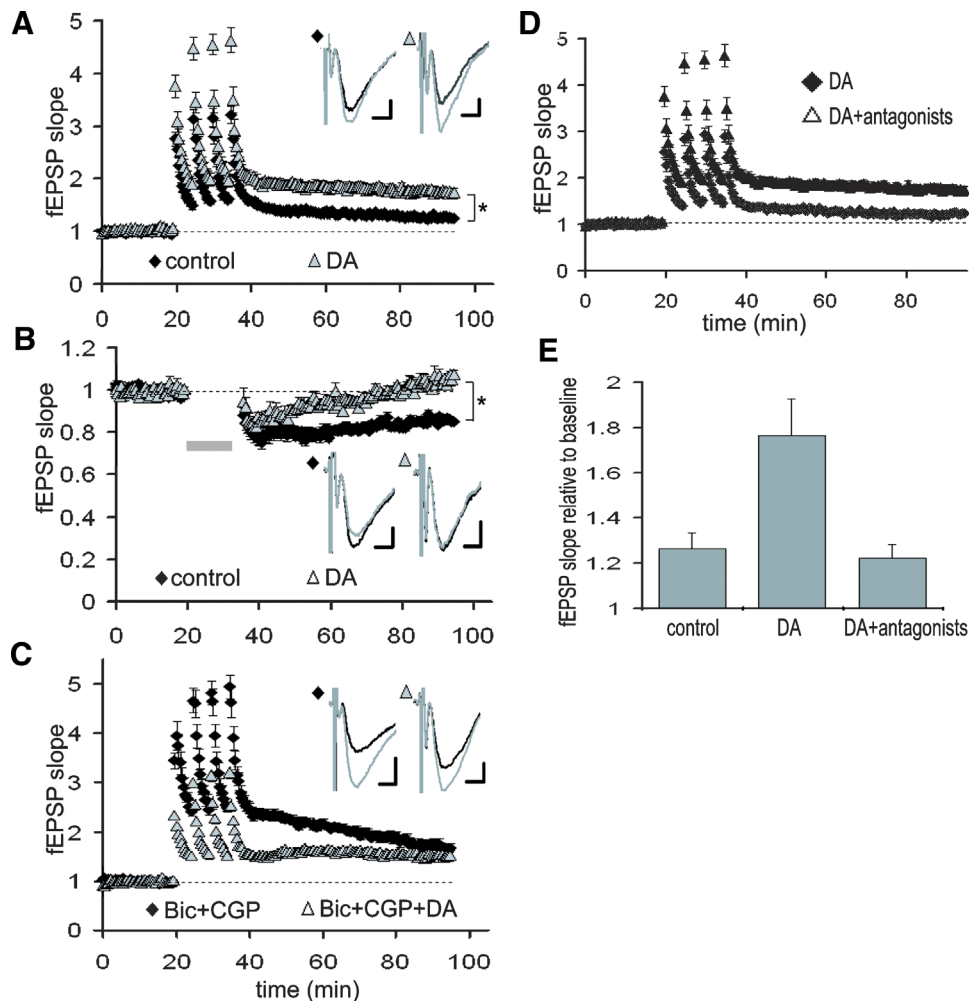 A
fEPSP slope
5
4
3
2
1
0
*
control
DA
0 20 40 60 80 100
B
fEPSP slope
1.2
1
0.8
0.6
0.4
0.2
0
*
control
DA
0 20 40 60 80 100
C
fEPSP slope
5
4
3
2
1
0
Bic+CGP
Bic+CGP+DA
0 20 40 60 80 100
time (min)
D
fEPSP slope
5
4
3
2
1
0
DA
DA+antagonists
0 20 40 60 80
time (min)
E
fEPSP slope relative to baseline
2
1.8
1.6
1.4
1.2
1
control DA DA+antagonists